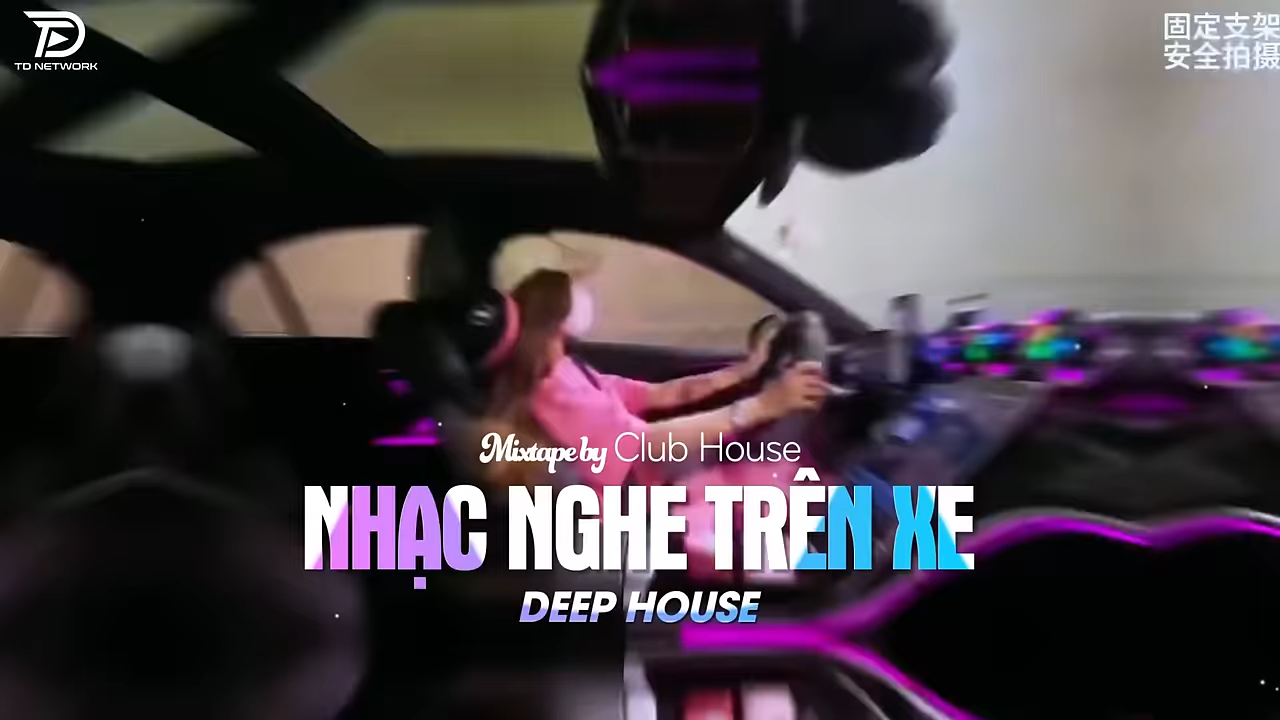 TD NETWORK
固定支架
安全拍摄
Mixtape by Club House
NHẠC NGHE TRÊN XE
DEEP HOUSE